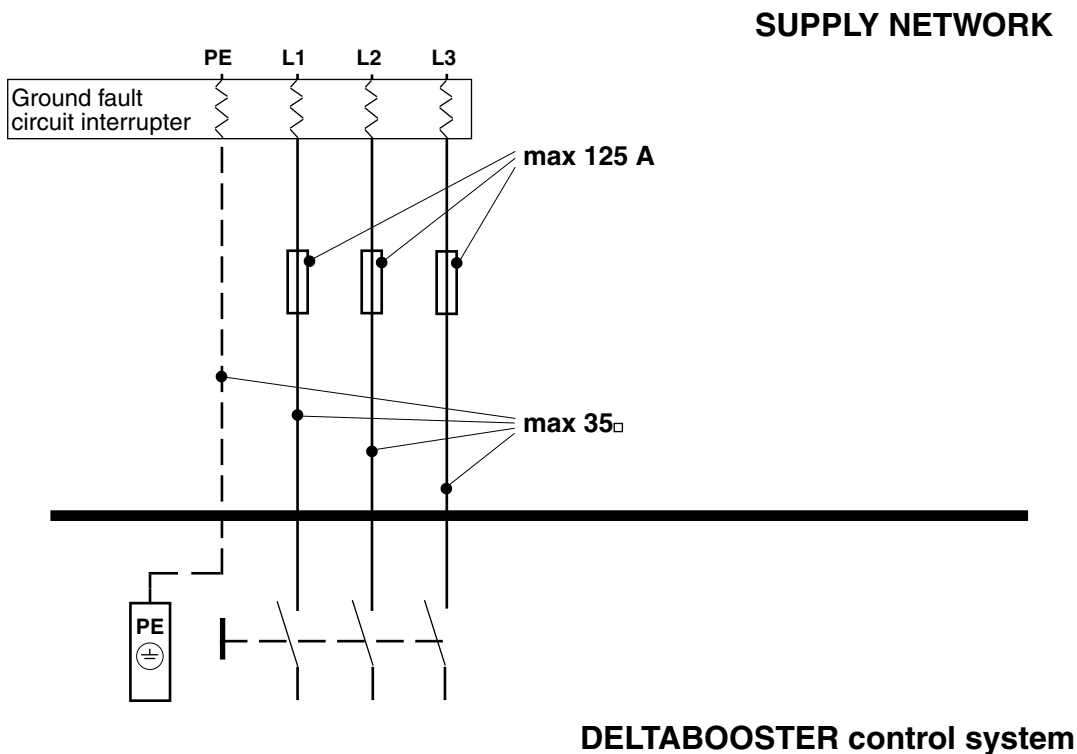 SUPPLY NETWORK
PE L1 L2 L3
Ground fault
circuit interrupter
max 125 A
max 35□
PE
DELTABOOSTER control system